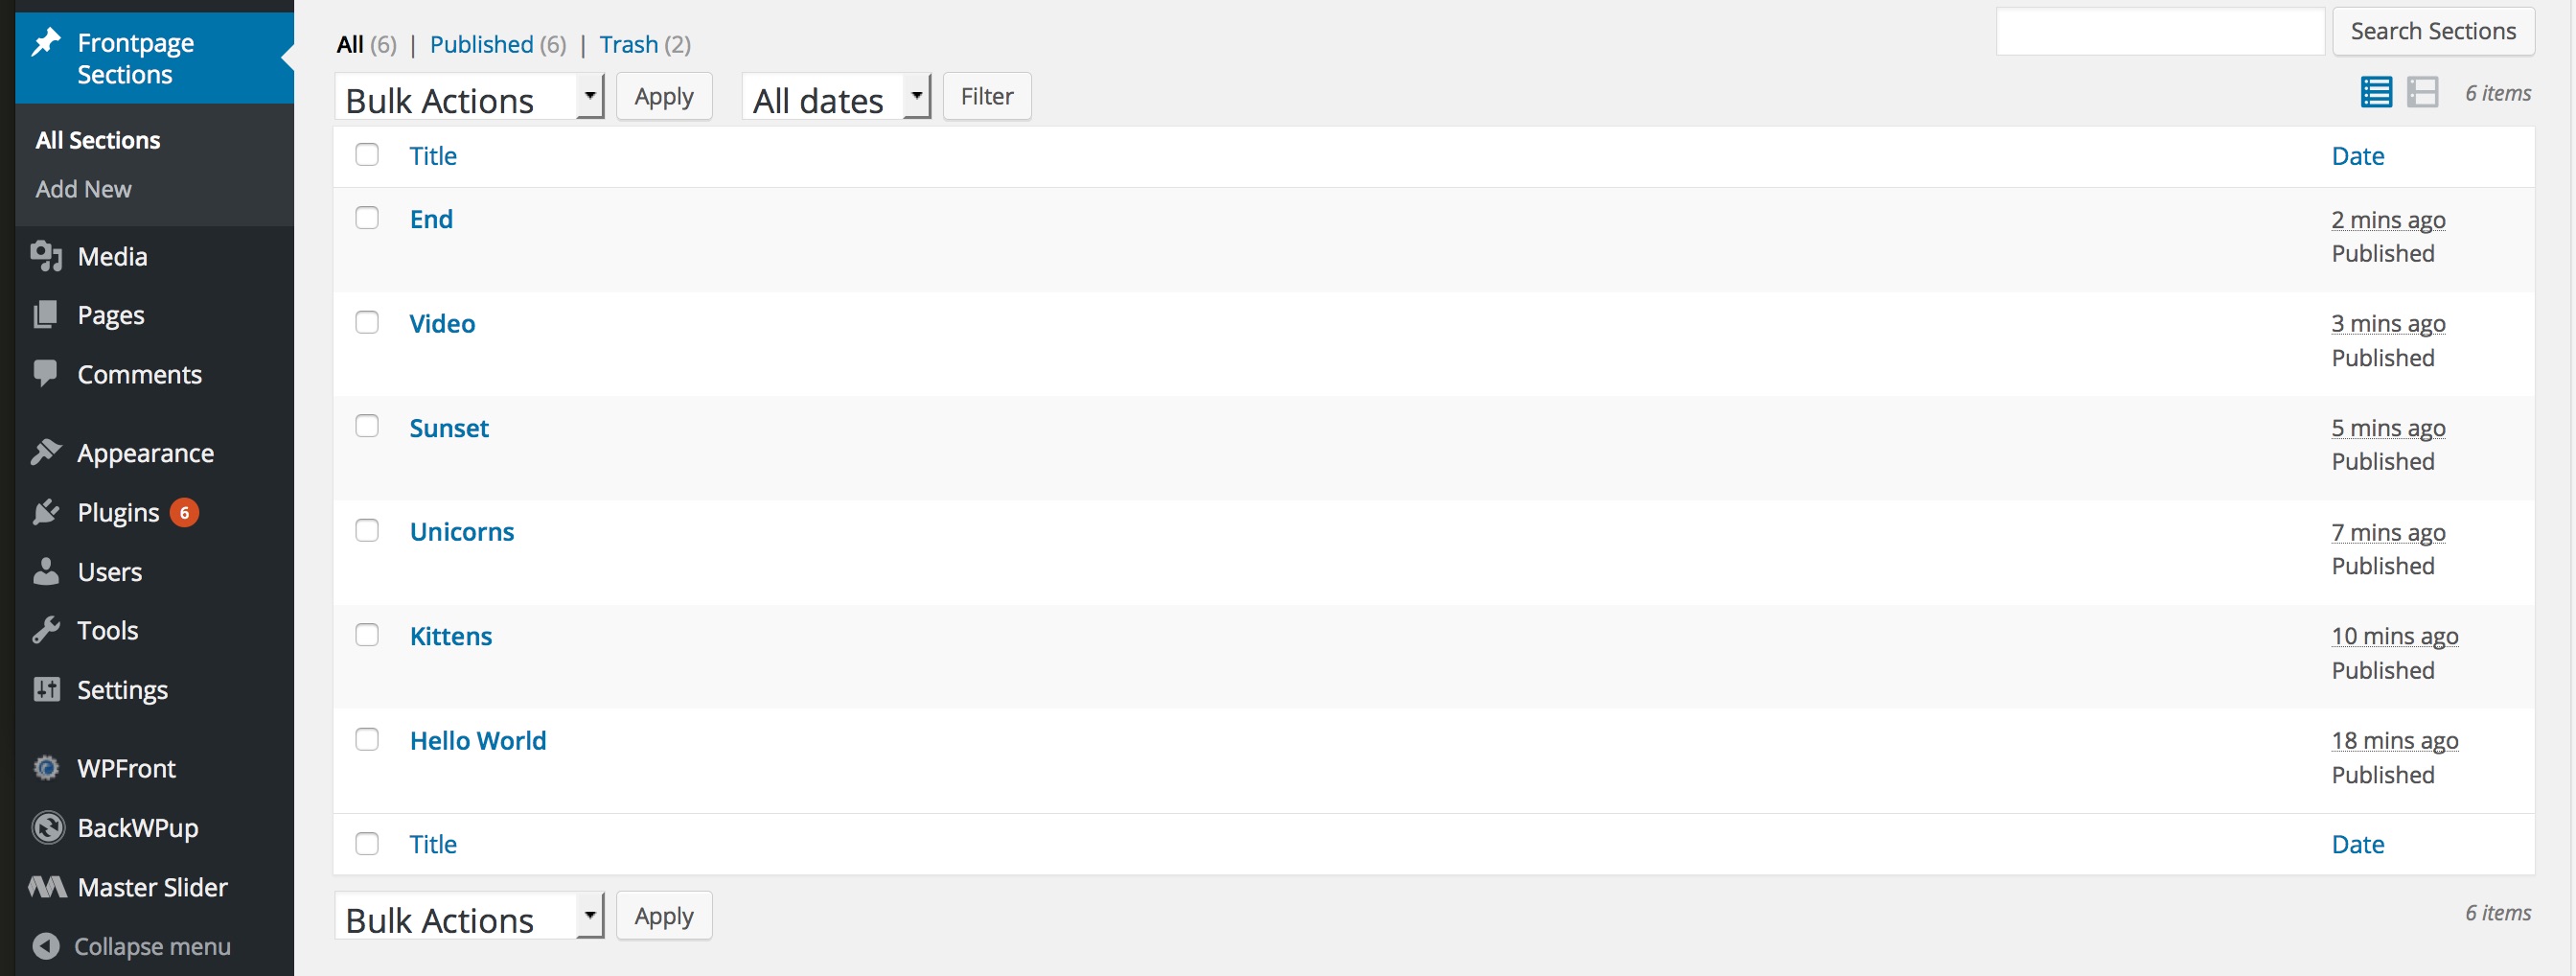 Frontpage
Sections
All Sections
Add New
Media
Pages
Comments
Appearance
Plugins 6
Users
Tools
Settings
WPFront
BackWPup
Master Slider
Collapse menu
All (6) | Published (6) | Trash (2)
Search Sections
Bulk Actions Apply All dates Filter
6 items
Title Date
End 2 mins ago
Published
Video 3 mins ago
Published
Sunset 5 mins ago
Published
Unicorns 7 mins ago
Published
Kittens 10 mins ago
Published
Hello World 18 mins ago
Published
Title Date
Bulk Actions Apply
6 items